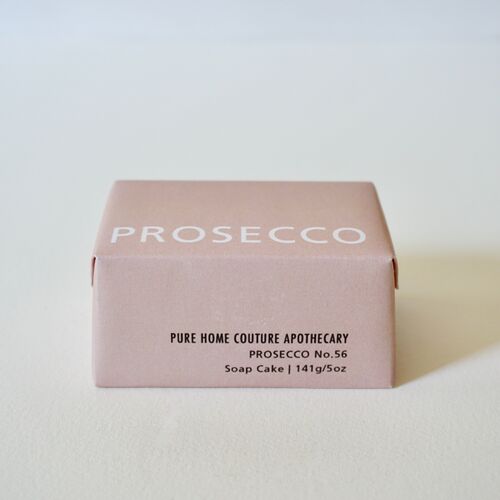 PROSECCO
PURE HOME COUTURE APOTHECARY
PROSECCO No.56
Soap Cake | 141g/5oz